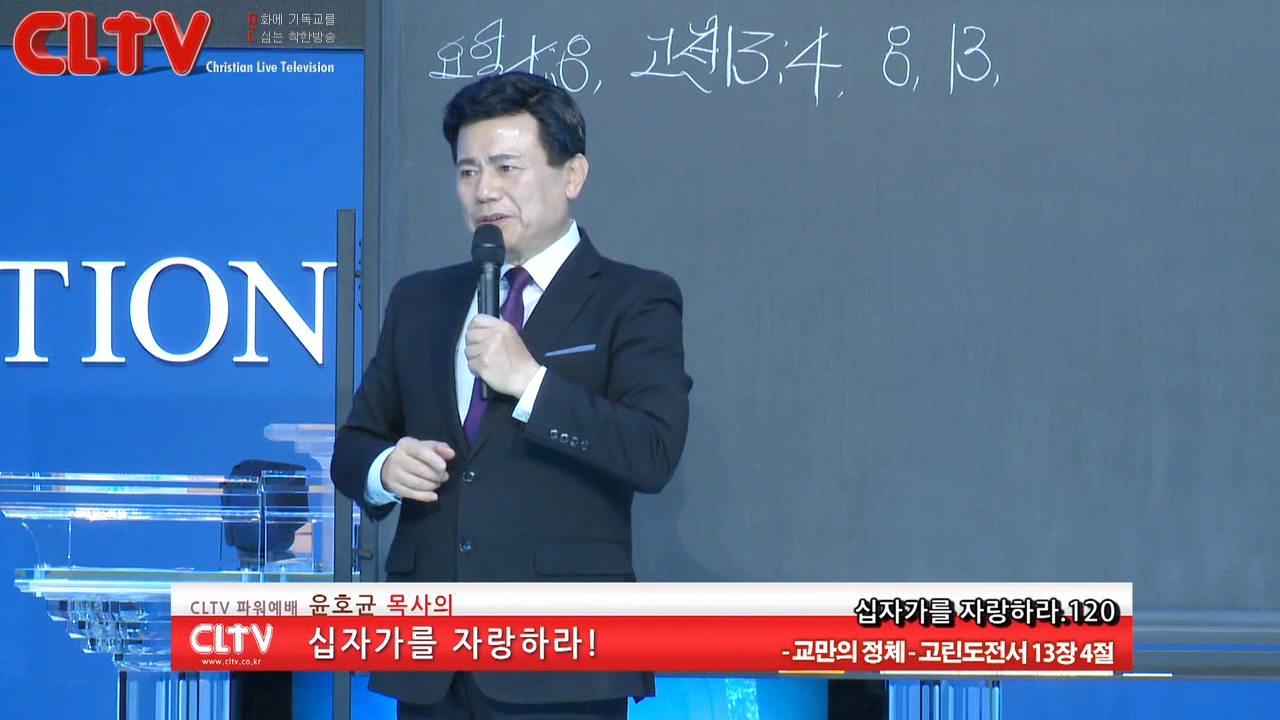 CLTV
문화에 기독교를
심는 착한방송
Christian Live Television
요일4:8, 고전13:4, 8, 13,
TION
CLTV 파워예배 윤호균 목사의
십자가를 자랑하라.120
CLTV
www.cltv.co.kr
십자가를 자랑하라!
- 교만의 정체 - 고린도전서 13장 4절